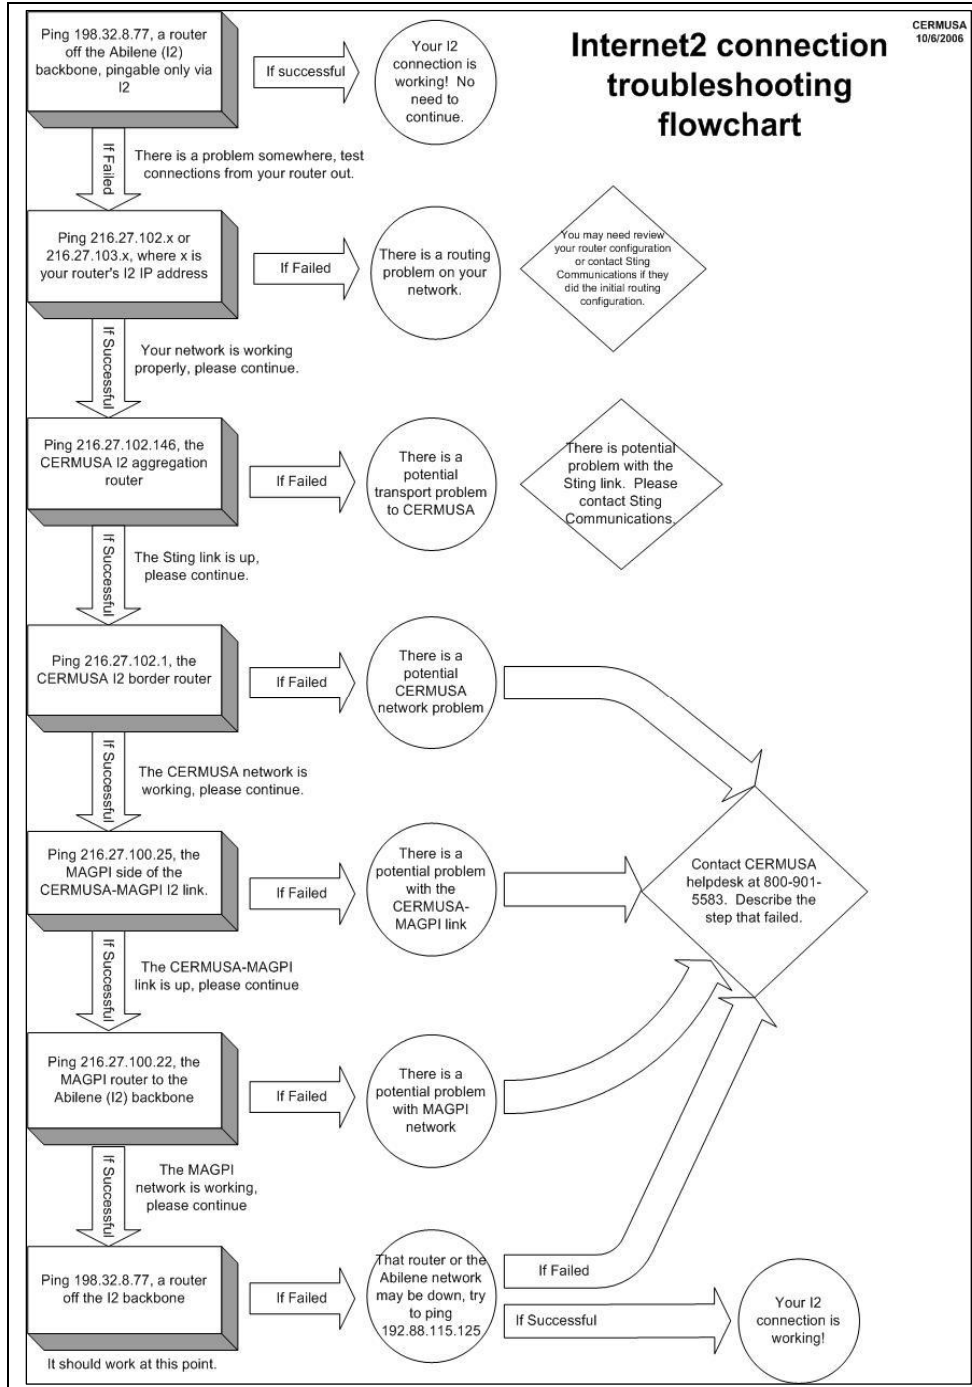 CERMUSA
10/6/2006
Internet2 connection
troubleshooting
flowchart
Ping 198.32.8.77, a router
off the Abilene (I2)
backbone, pingable only via
I2
If successful
Your I2
connection is
working! No
need to
continue.
If Failed
There is a problem somewhere, test
connections from your router out.
Ping 216.27.102.x or
216.27.103.x, where x is
your router's I2 IP address
If Failed
There is a routing
problem on your
network.
You may need review
your router configuration
or contact Sting
Communications if they
did the initial routing
configuration.
If Successful
Your network is working
properly, please continue.
Ping 216.27.102.146, the
CERMUSA I2 aggregation
router
If Failed
There is a
potential
transport problem
to CERMUSA
There is potential
problem with the
Sting link. Please
contact Sting
Communications.
If Successful
The Sting link is up,
please continue.
Ping 216.27.102.1, the
CERMUSA I2 border router
If Failed
There is a
potential
CERMUSA
network problem
If Successful
The CERMUSA network is
working, please continue.
Ping 216.27.100.25, the
MAGPI side of the
CERMUSA-MAGPI I2 link.
If Failed
There is a
potential problem
with the
CERMUSA-
MAGPI link
Contact CERMUSA
helpdesk at 800-901-
5583. Describe the
step that failed.
If Successful
The CERMUSA-MAGPI
link is up, please continue
Ping 216.27.100.22, the
MAGPI router to the
Abilene (I2) backbone
If Failed
There is a
potential problem
with MAGPI
network
If Successful
The MAGPI
network is working,
please continue
Ping 198.32.8.77, a router
off the I2 backbone
If Failed
That router or the
Abilene network
may be down, try
to ping
192.88.115.125
If Failed
If Successful
Your I2
connection is
working!
It should work at this point.